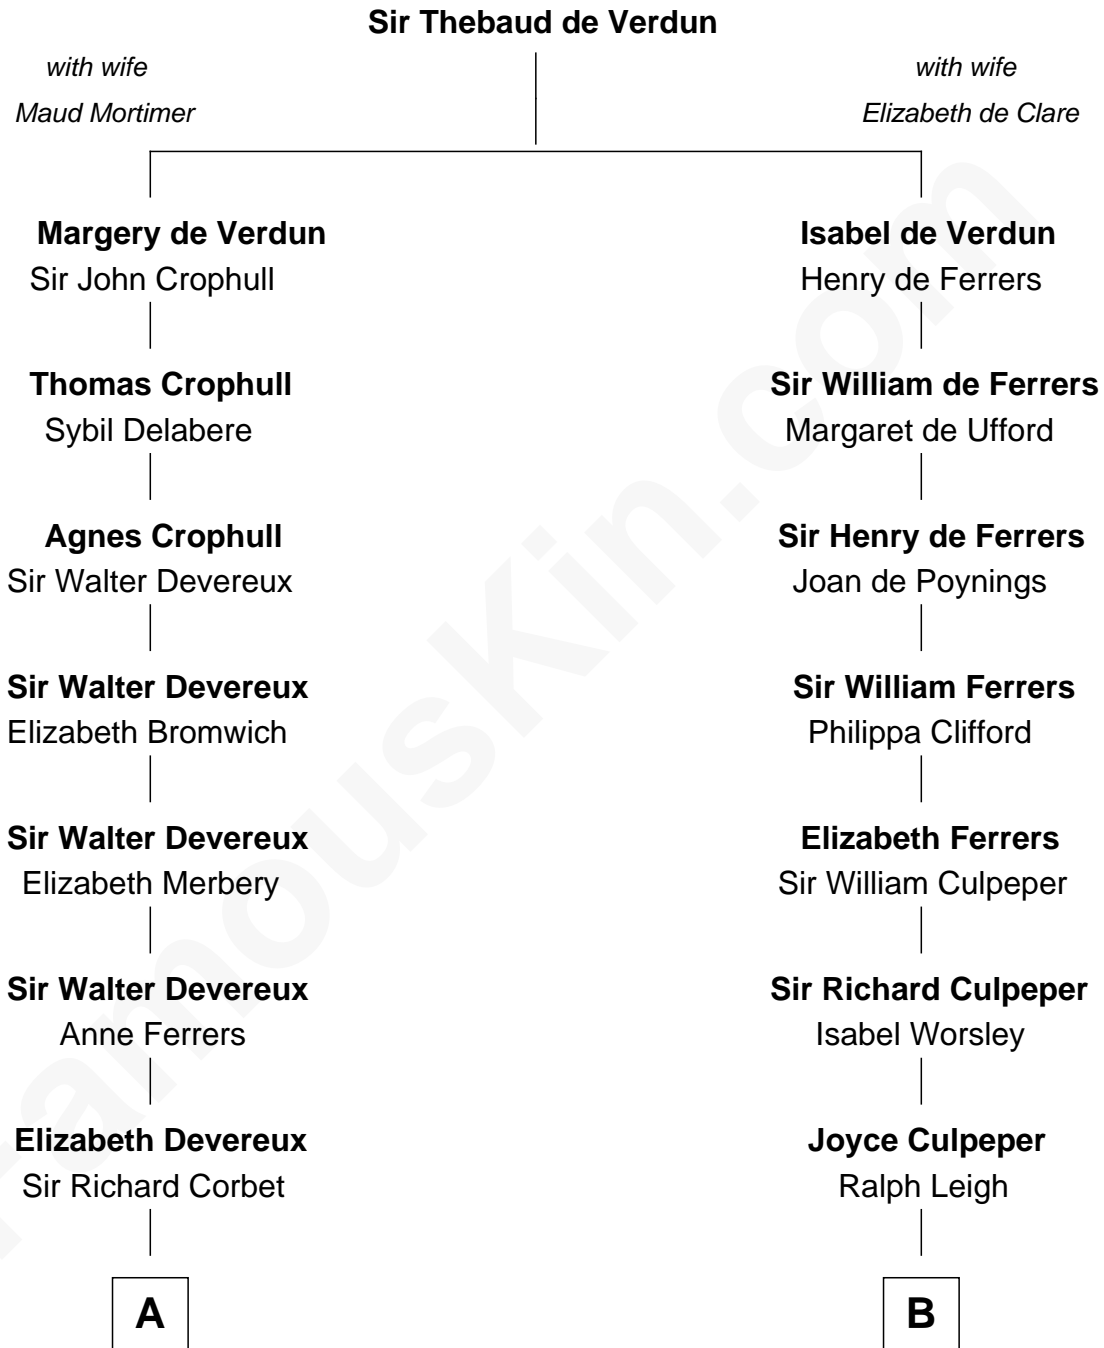 Sir Thebaud de Verdun
with wife
Maud Mortimer
with wife
Elizabeth de Clare
Margery de Verdun
Sir John Crophull
Isabel de Verdun
Henry de Ferrers
Thomas Crophull
Sybil Delabere
Sir William de Ferrers
Margaret de Ufford
Agnes Crophull
Sir Walter Devereux
Sir Henry de Ferrers
Joan de Poynings
Sir Walter Devereux
Elizabeth Bromwich
Sir William Ferrers
Philippa Clifford
Sir Walter Devereux
Elizabeth Merbery
Elizabeth Ferrers
Sir William Culpeper
Sir Walter Devereux
Anne Ferrers
Sir Richard Culpeper
Isabel Worsley
Elizabeth Devereux
Sir Richard Corbet
Joyce Culpeper
Ralph Leigh
A
B
FamousKin.com